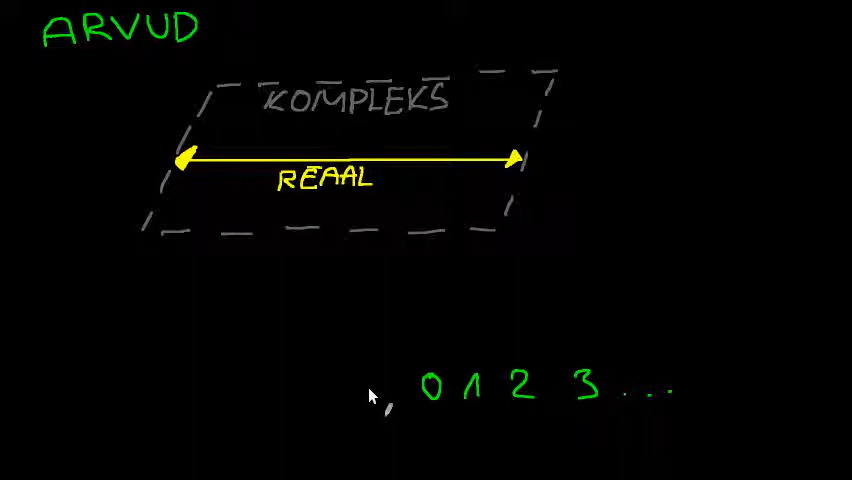 ARVUD
KOMPLEKS
REAAL
, 0 1 2 3 ...